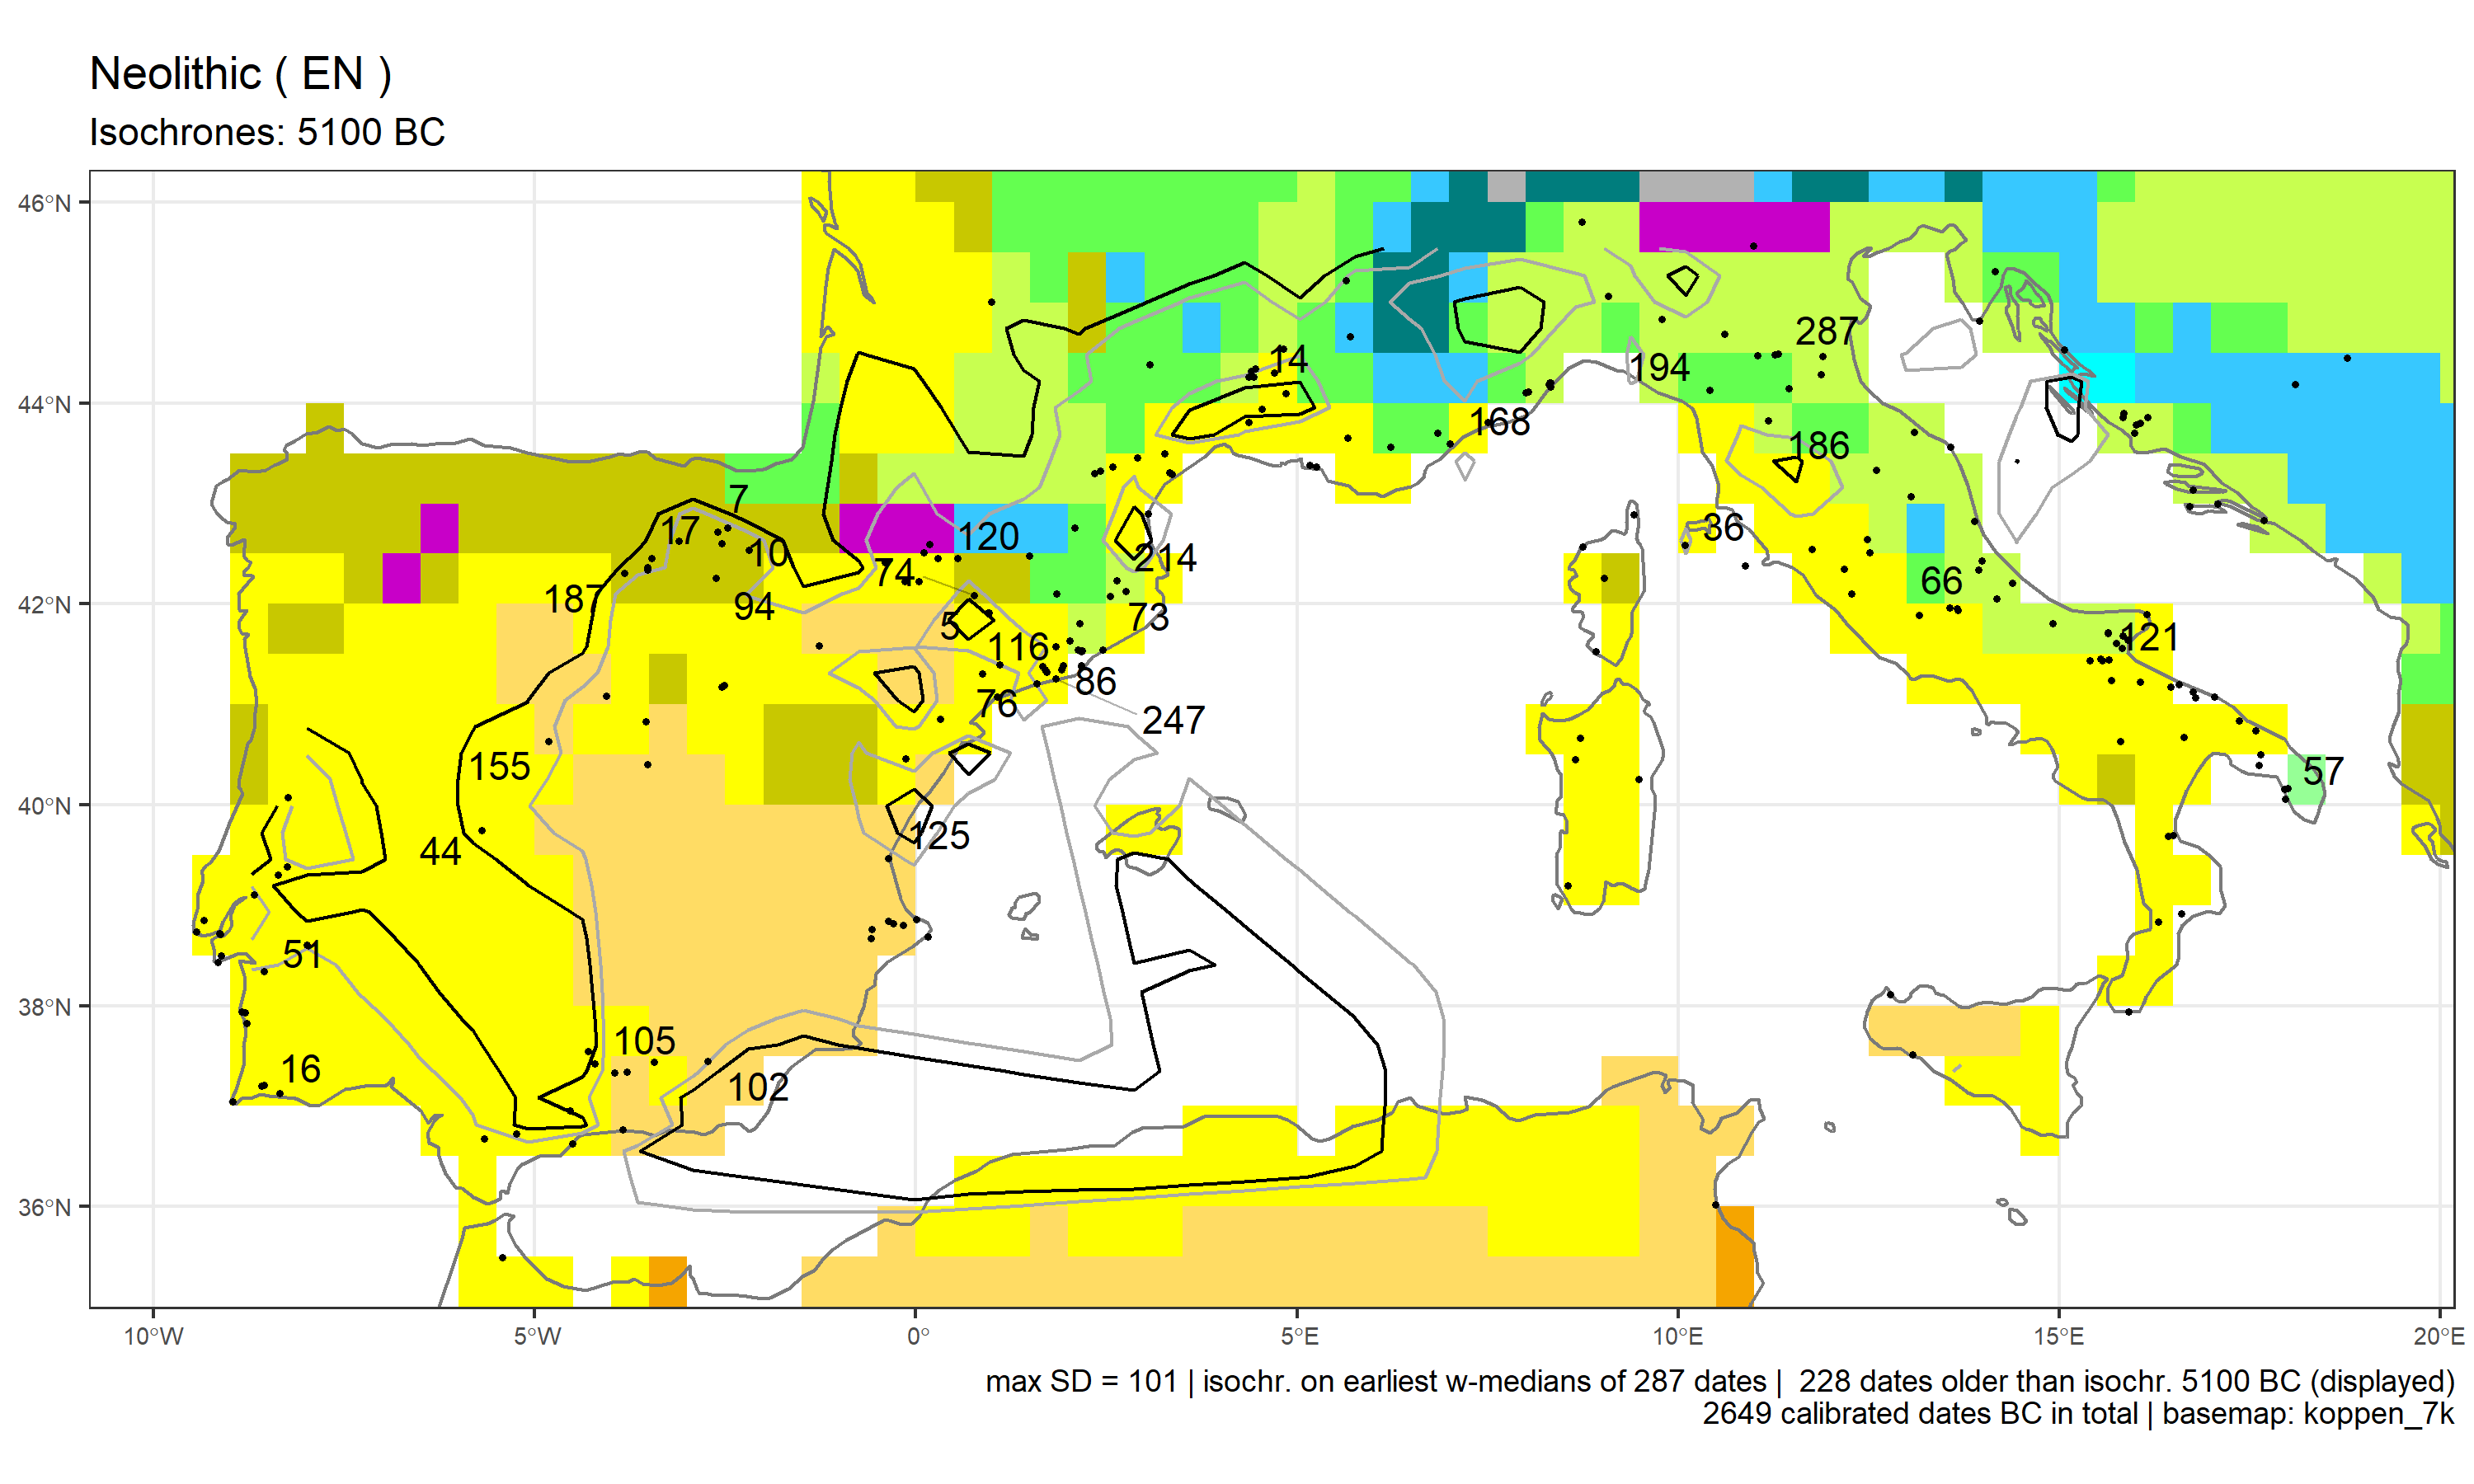 Neolithic ( EN )
Isochrones: 5100 BC
46°N
44°N
42°N
40°N
38°N
36°N
287
14
194
168
186
7
17
120
36
10
214
74
187
66
94
73
5
121
116
86
76
247
155
57
125
44
51
105
16
102
10°W
5°W
0°
5°E
10°E
15°E
20°E
max SD = 101 | isochr. on earliest w-medians of 287 dates |  228 dates older than isochr. 5100 BC (displayed)
2649 calibrated dates BC in total | basemap: koppen_7k